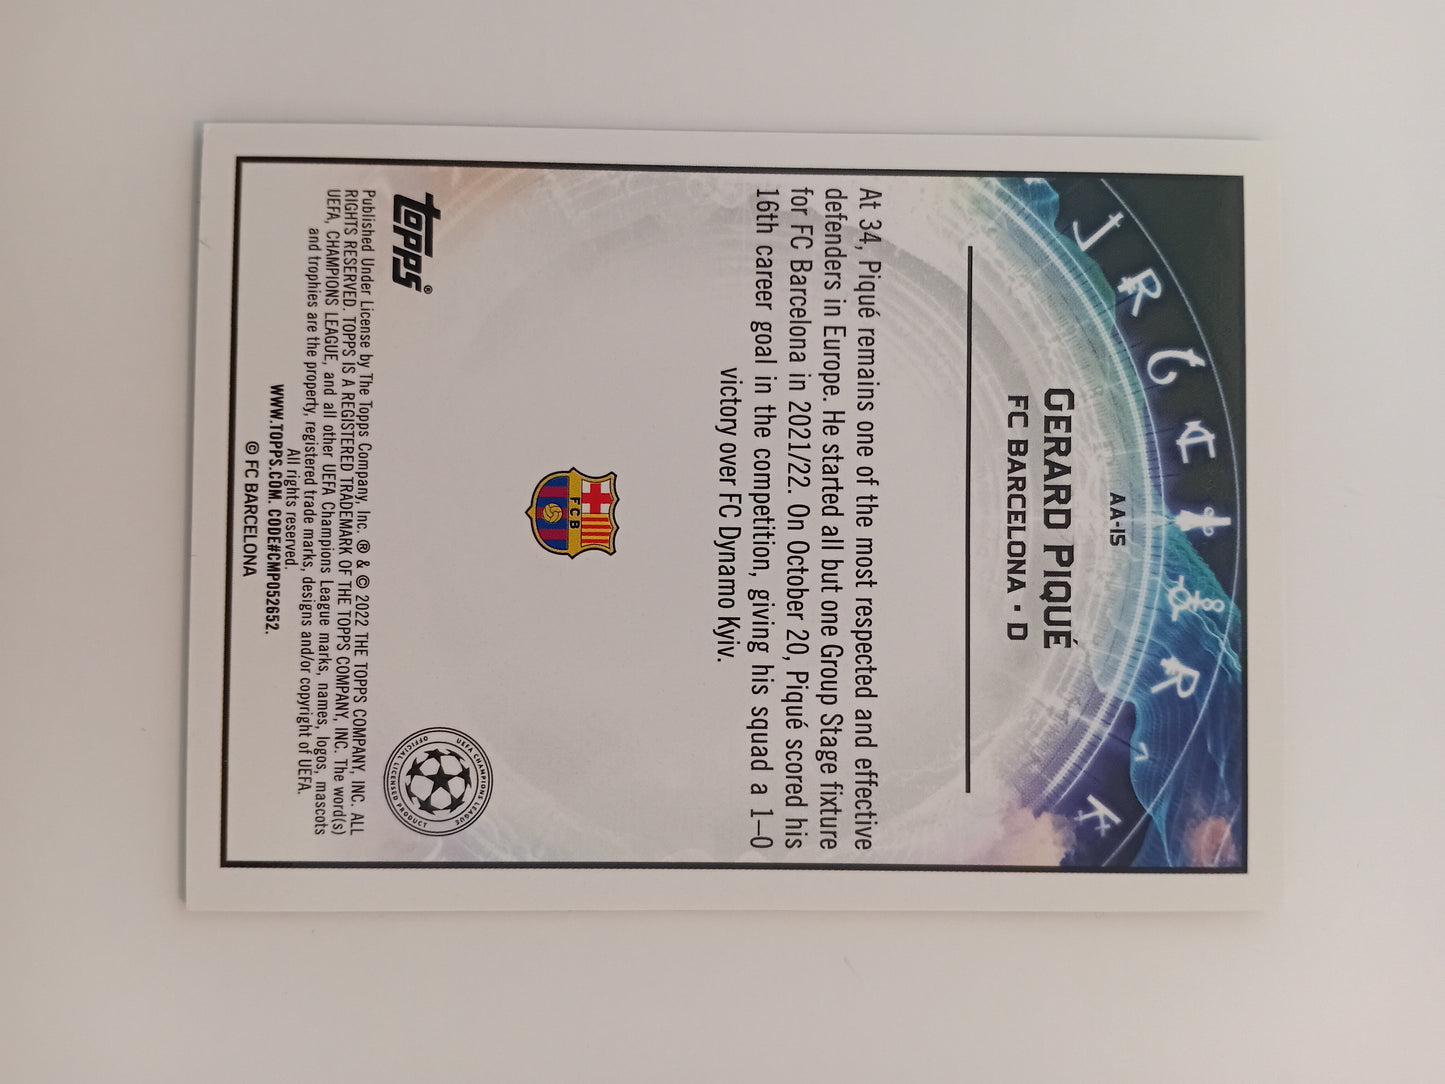 AA-15
GERARD PIQUÉ
FC BARCELONA • D
At 34, Piqué remains one of the most respected and effective
defenders in Europe. He started all but one Group Stage fixture
for FC Barcelona in 2021/22. On October 20, Piqué scored his
16th career goal in the competition, giving his squad a 1–0
victory over FC Dynamo Kyiv.
FCB
topps®
UEFA CHAMPIONS LEAGUE
OFFICIAL LICENSED PRODUCT
Published Under License by The Topps Company, Inc. ® & © 2022 THE TOPPS COMPANY, INC. ALL
RIGHTS RESERVED. TOPPS IS A REGISTERED TRADEMARK OF THE TOPPS COMPANY, INC. The word(s)
UEFA, CHAMPIONS LEAGUE, and all other UEFA Champions League marks, names, logos, mascots
and trophies are the property, registered trade marks, designs and/or copyright of UEFA.
All rights reserved.
WWW.TOPPS.COM. CODE#CMP052652.
© FC BARCELONA